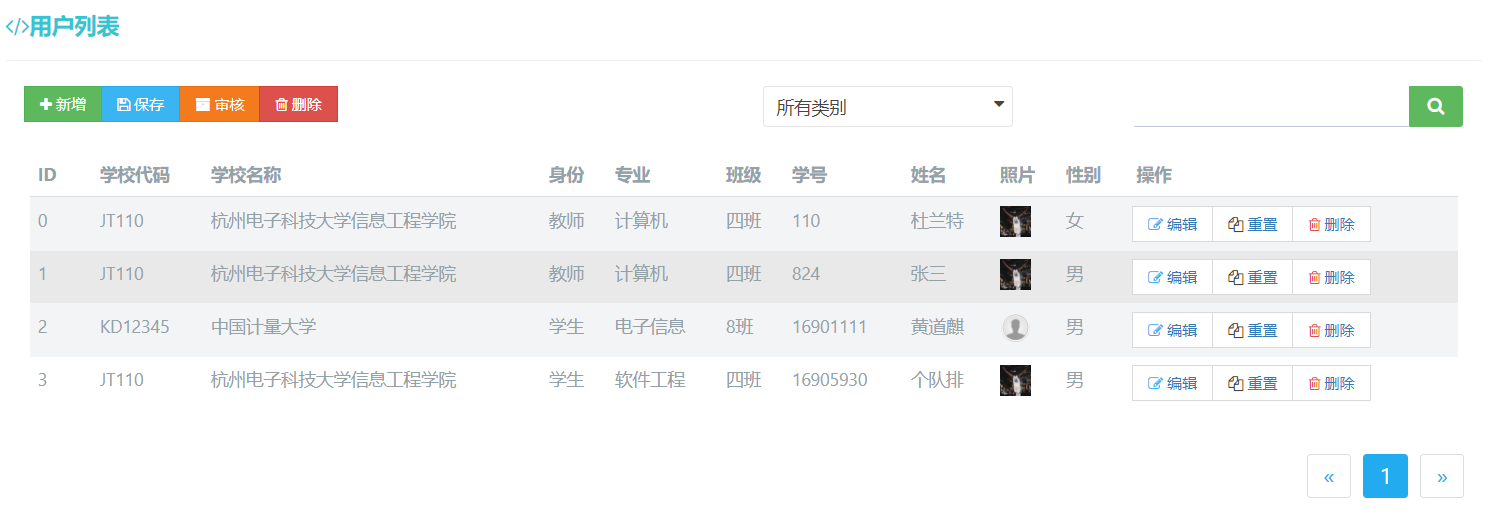 </>用户列表
新增 保存 审核 删除 所有类别
ID 学校代码 学校名称 身份 专业 班级 学号 姓名 照片 性别 操作
0 JT110 杭州电子科技大学信息工程学院 教师 计算机 四班 110 杜兰特 女 编辑 重置 删除
1 JT110 杭州电子科技大学信息工程学院 教师 计算机 四班 824 张三 男 编辑 重置 删除
2 KD12345 中国计量大学 学生 电子信息 8班 16901111 黄道麒 男 编辑 重置 删除
3 JT110 杭州电子科技大学信息工程学院 学生 软件工程 四班 16905930 个队排 男 编辑 重置 删除
« 1 »